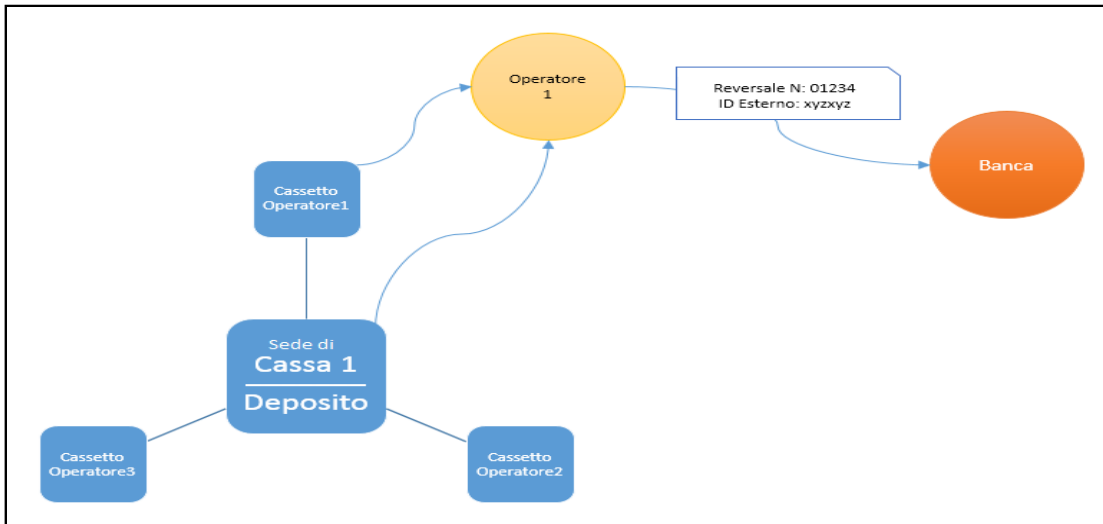 Operatore
1
Reversale N: 01234
ID Esterno: xyzxyz
Banca
Cassetto
Operatore1
Sede di
Cassa 1
Deposito
Cassetto
Operatore3
Cassetto
Operatore2